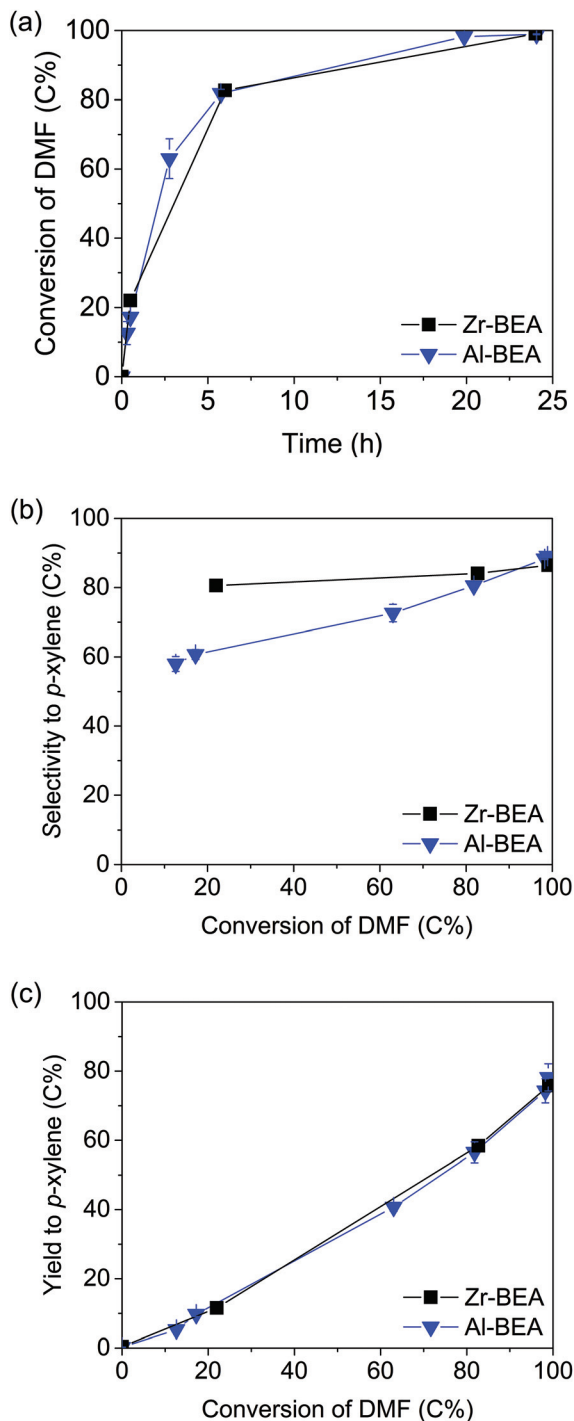 (a)
100
80
60
40
20
0
Conversion of DMF (C%)
Zr-BEA
Al-BEA
0 5 10 15 20 25
Time (h)
(b)
100
80
60
40
20
0
Selectivity to p-xylene (C%)
Zr-BEA
Al-BEA
0 20 40 60 80 100
Conversion of DMF (C%)
(c)
100
80
60
40
20
0
Yield to p-xylene (C%)
Zr-BEA
Al-BEA
0 20 40 60 80 100
Conversion of DMF (C%)